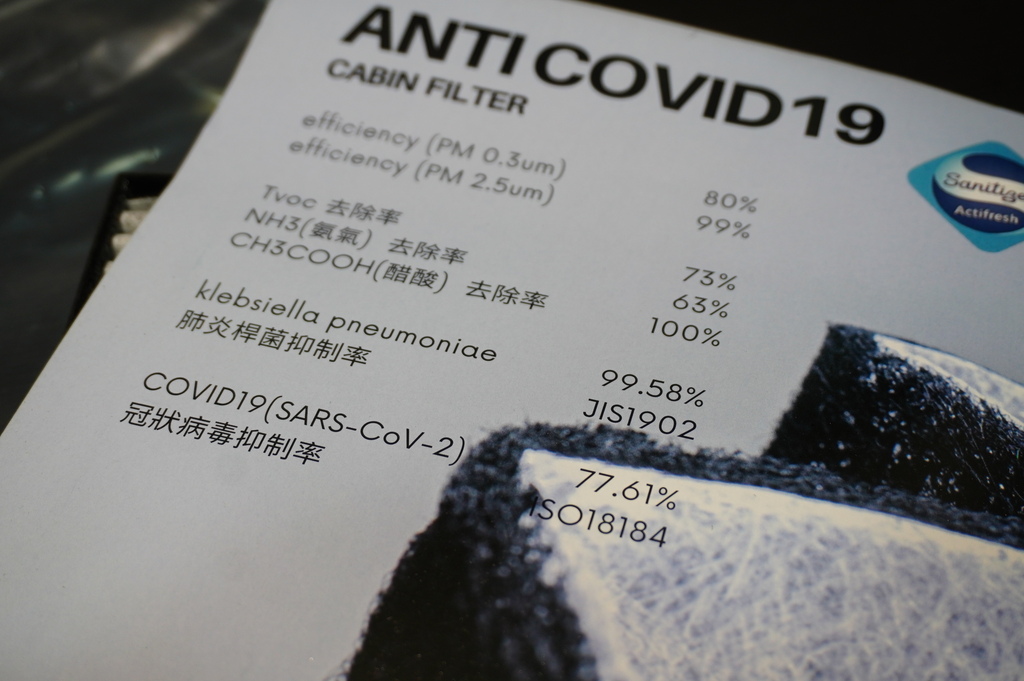 ANTI COVID19
CABIN FILTER
efficiency (PM 0.3um) 80%
efficiency (PM 2.5um) 99%
Tvoc 去除率 73%
NH3(氨氣) 去除率 63%
CH3COOH(醋酸) 去除率 100%
klebsiella pneumoniae 99.58%
肺炎桿菌抑制率 JIS1902
COVID19(SARS-CoV-2) 77.61%
冠狀病毒抑制率 ISO18184
Sanitize
Actifresh